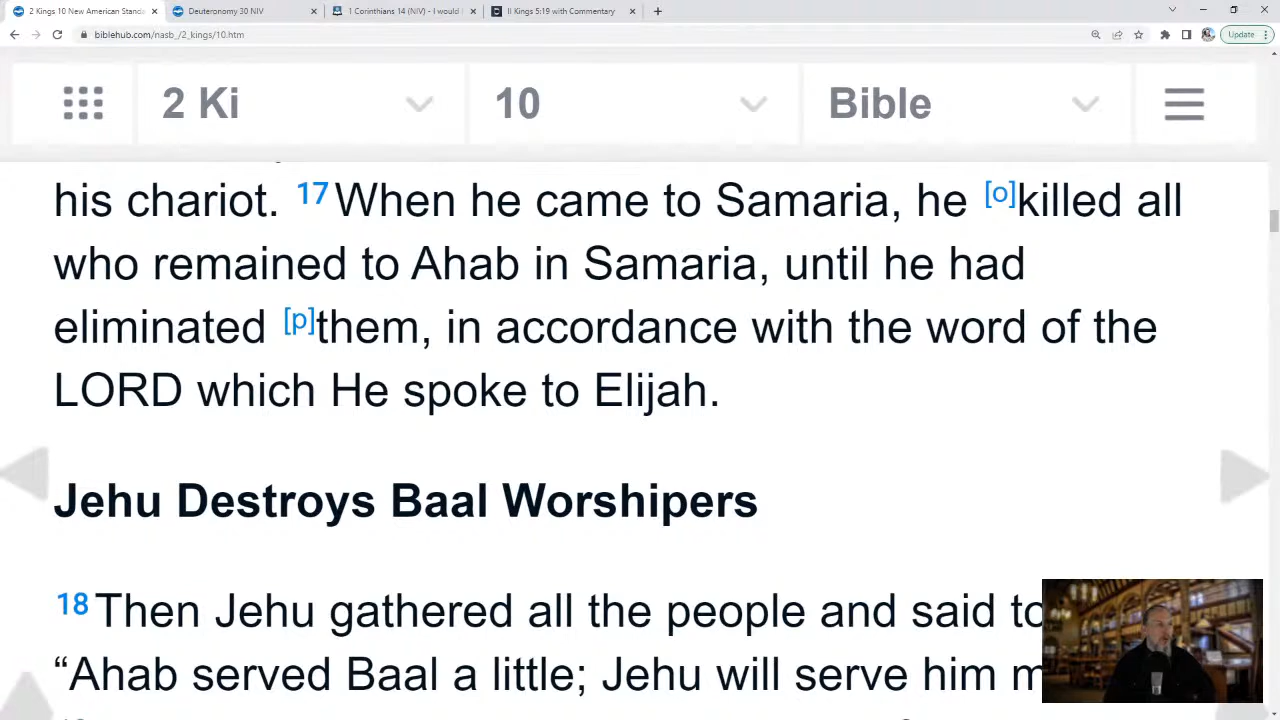 2 Kings 10 New American Standa
Deuteronomy 30 NIV
1 Corinthians 14 (NIV) - I would l
II Kings 5:19 with Commentary
biblehub.com/nasb_/2_kings/10.htm
Update
2 Ki
10
Bible
his chariot. 17 When he came to Samaria, he [o]killed all
who remained to Ahab in Samaria, until he had
eliminated [p]them, in accordance with the word of the
LORD which He spoke to Elijah.
Jehu Destroys Baal Worshipers
18 Then Jehu gathered all the people and said to
“Ahab served Baal a little; Jehu will serve him